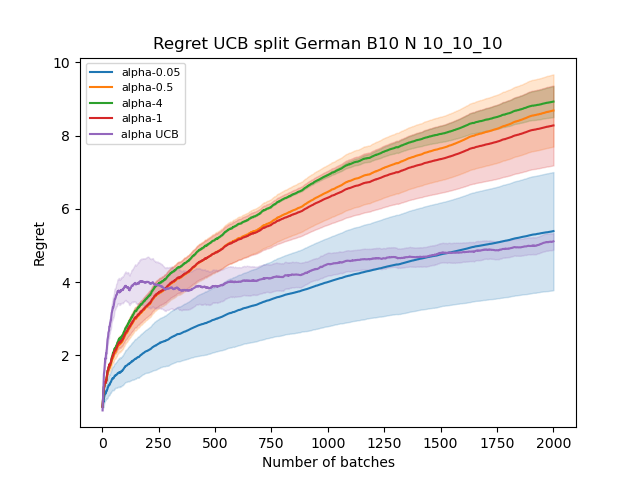 Regret UCB split German B10 N 10_10_10
alpha-0.05
alpha-0.5
alpha-4
alpha-1
alpha UCB
10
8
6
4
2
Regret
0 250 500 750 1000 1250 1500 1750 2000
Number of batches